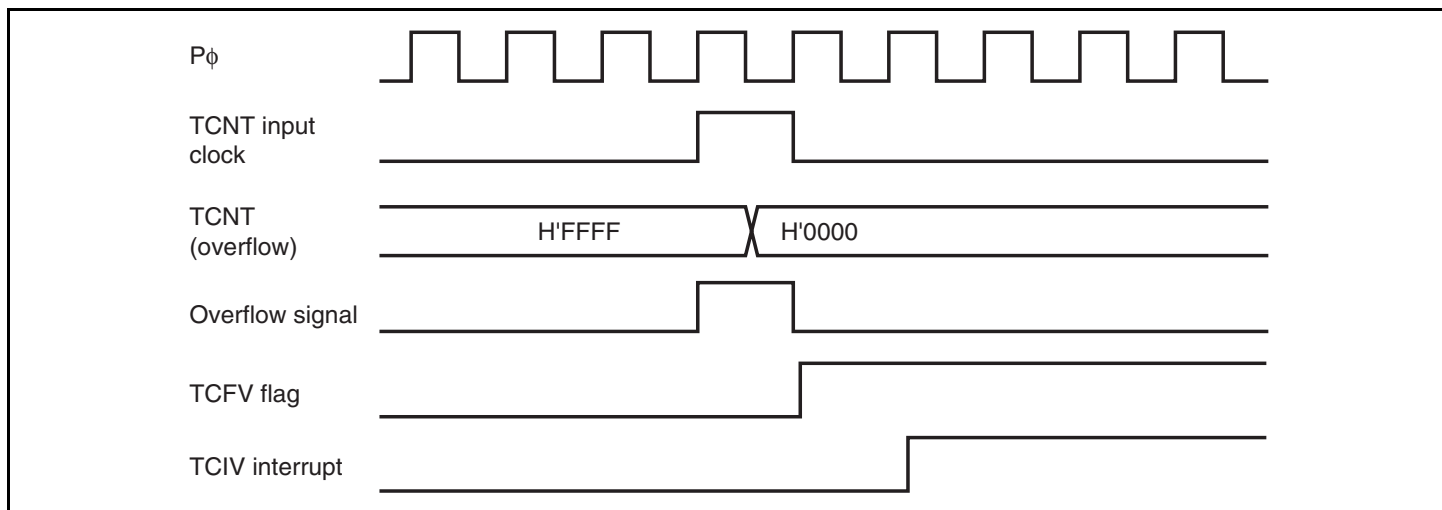 Pϕ
TCNT input
clock
TCNT
(overflow)
H'FFFF
H'0000
Overflow signal
TCFV flag
TCIV interrupt